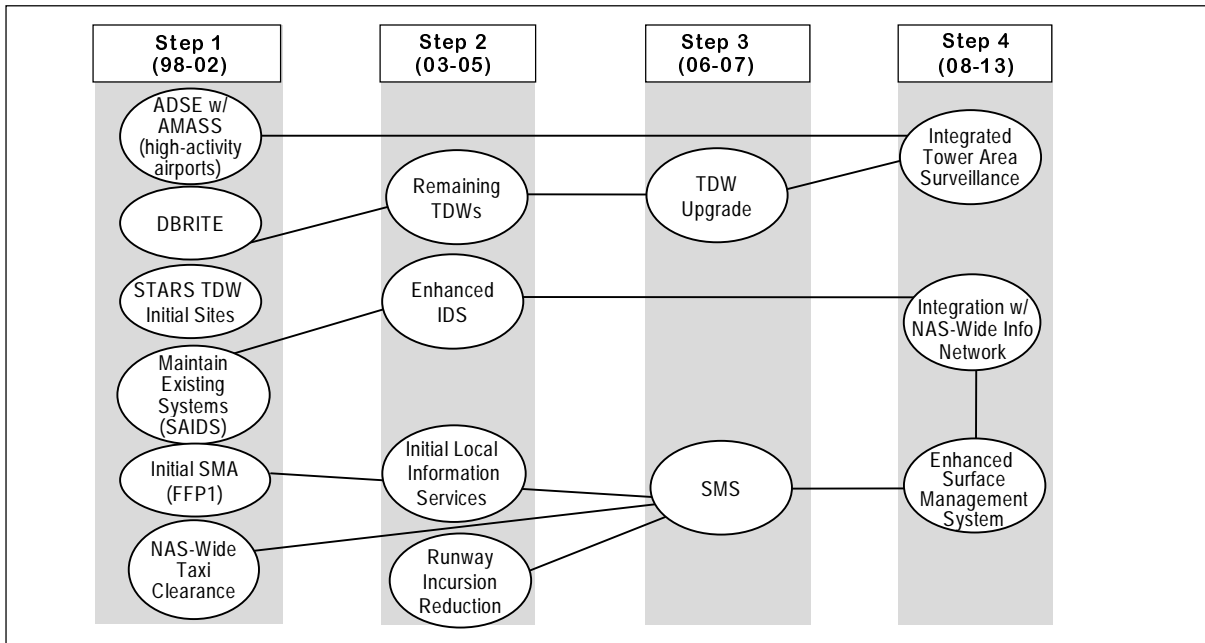 Step 1
(98-02)
Step 2
(03-05)
Step 3
(06-07)
Step 4
(08-13)
ADSE w/
AMASS
(high-activity
airports)
DBRITE
STARS TDW
Initial Sites
Maintain
Existing
Systems
(SAIDS)
Initial SMA
(FFP1)
NAS-Wide
Taxi
Clearance
Remaining
TDWs
Enhanced
IDS
Initial Local
Information
Services
Runway
Incursion
Reduction
TDW
Upgrade
SMS
Integrated
Tower Area
Surveillance
Integration w/
NAS-Wide Info
Network
Enhanced
Surface
Management
System